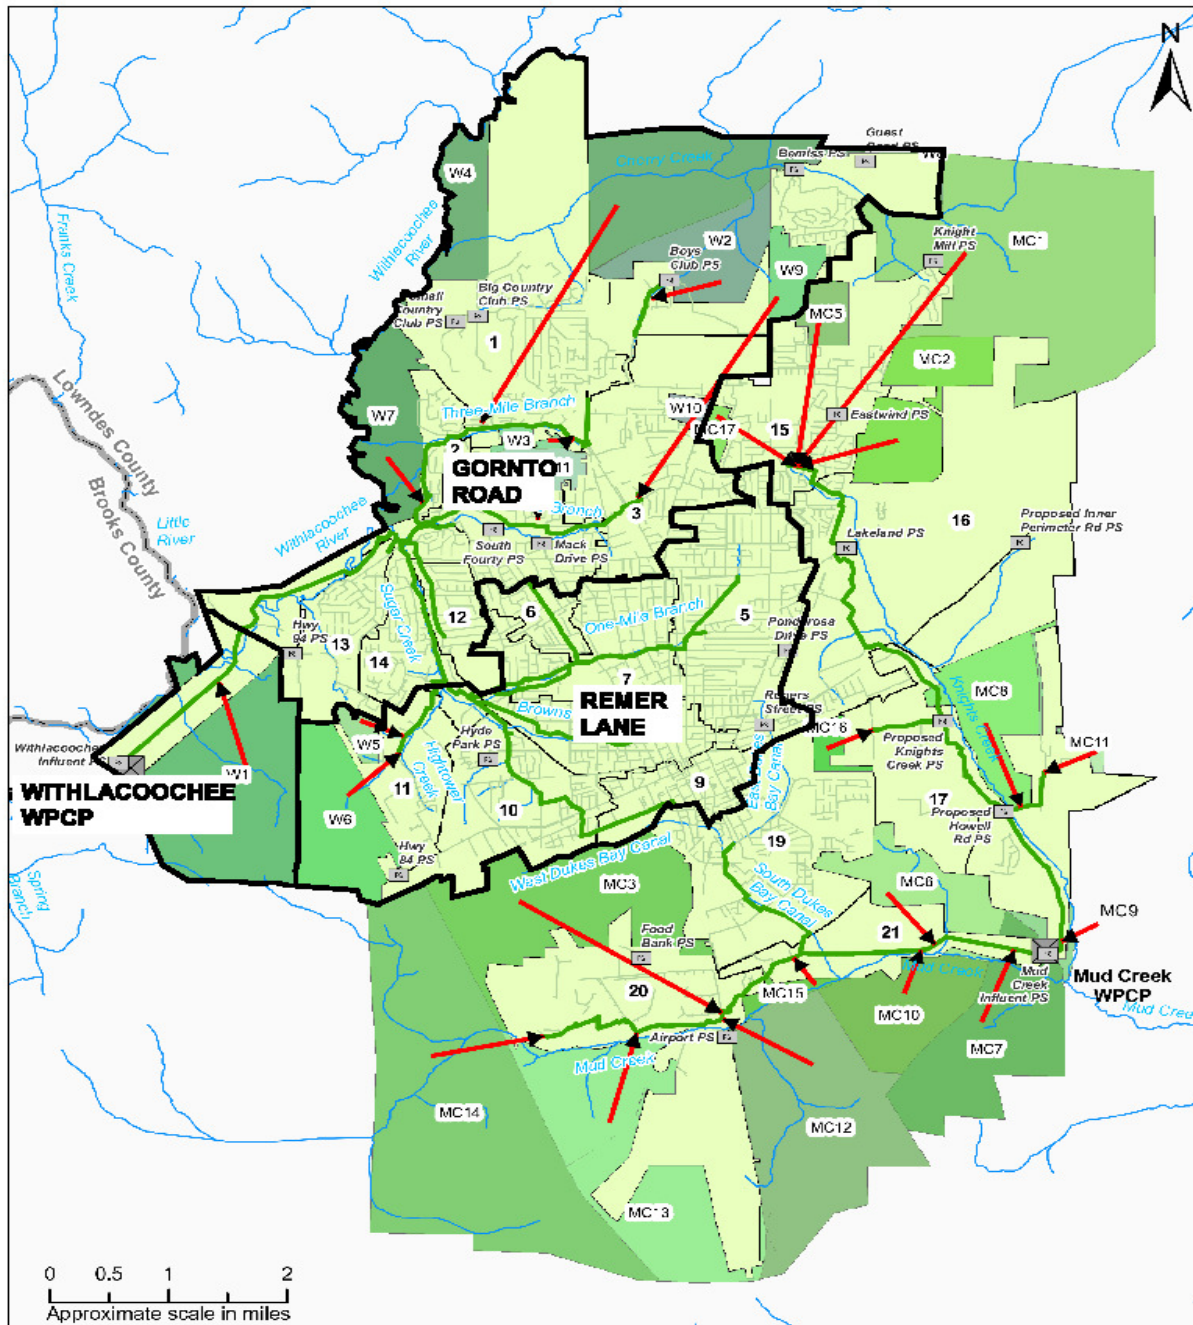 N
Guest
Bemiss PS
Cherry Creek
W4
Withlacoochee
River
Franks Creek
W2
Boys
Club PS
W9
Knight
Mill PS
MC1
Big Country
Club PS
Country
Club PS
1
MC5
MC2
Lowndes County
Brooks County
W7
Three-Mile Branch
W10
MC17
15
Eastwind PS
2
W3
11
GORNTO
ROAD
Branch
3
16
Proposed Inner
Perimeter Rd PS
Little
River
Withlacoochee
River
South
Fourty PS
Mack
Drive PS
Lakeland PS
Sugar Creek
12
6
One-Mile Branch
5
Hwy
94 PS
13
14
Ponderosa
Drive PS
7
REMER
LANE
MC8
Knights Creek
Browns
Street PS
MC16
Proposed
Knights
Creek PS
MC11
Withlacoochee
Influent PS
W1
W5
Hightower
Creek
Hyde
Park PS
WITHLACOOCHEE
WPCP
W6
11
10
9
East Dukes
Bay Canal
17
Proposed
Howell
Rd PS
19
Hwy
84 PS
West Dukes Bay Canal
Spring
Branch
MC3
South Dukes
Bay Canal
MC6
MC9
Food
Bank PS
21
Mud Creek
Mud
Creek
Influent PS
Mud Creek
WPCP
20
MC15
MC10
Mud Cree
Airport PS
MC7
Mud Creek
MC14
MC12
MC13
0 0.5 1 2
Approximate scale in miles